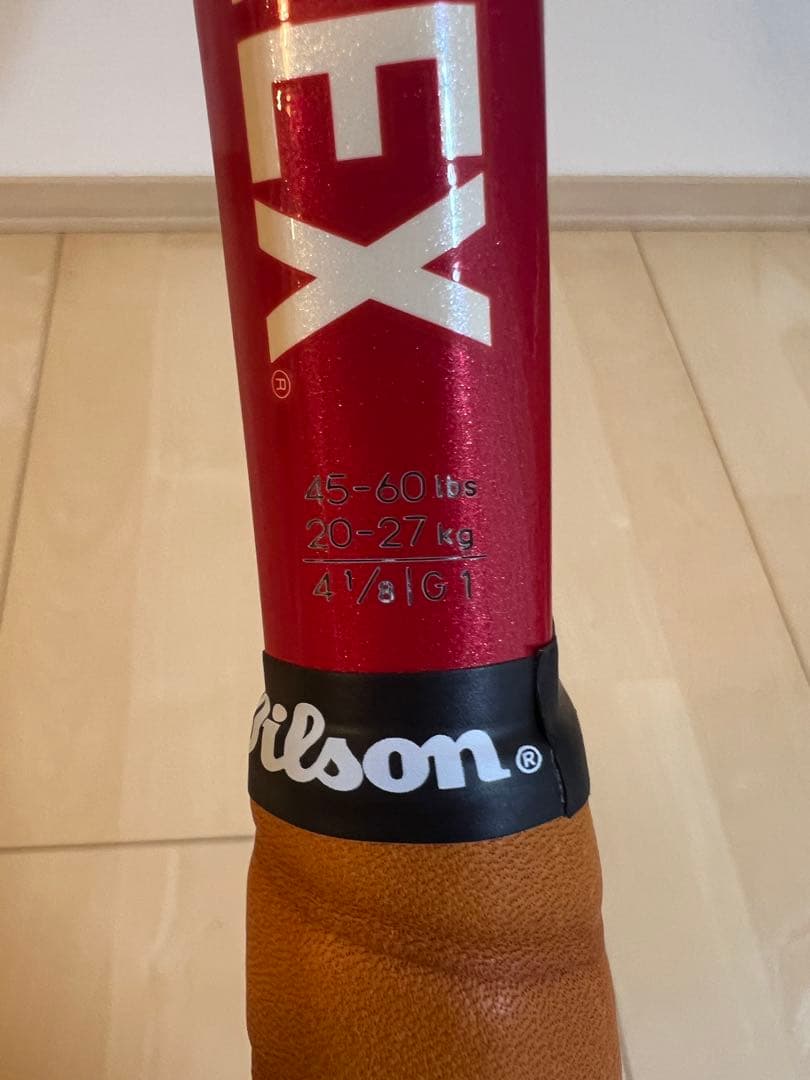 EX
®
45-60 lbs
20-27 kg
4 1/8 | G 1
Wilson®